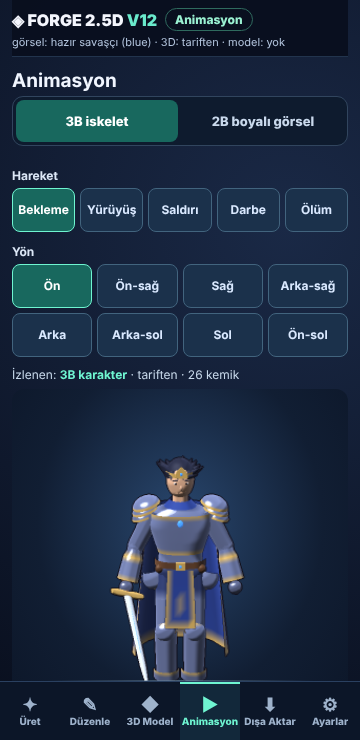 ◈ FORGE 2.5D V12 Animasyon
görsel: hazır savaşçı (blue) · 3D: tariften · model: yok
Animasyon
3B iskelet 2B boyalı görsel
Hareket
Bekleme Yürüyüş Saldırı Darbe Ölüm
Yön
Ön Ön-sağ Sağ Arka-sağ
Arka Arka-sol Sol Ön-sol
İzlenen: 3B karakter · tariften · 26 kemik
Üret Düzenle 3D Model Animasyon Dışa Aktar Ayarlar